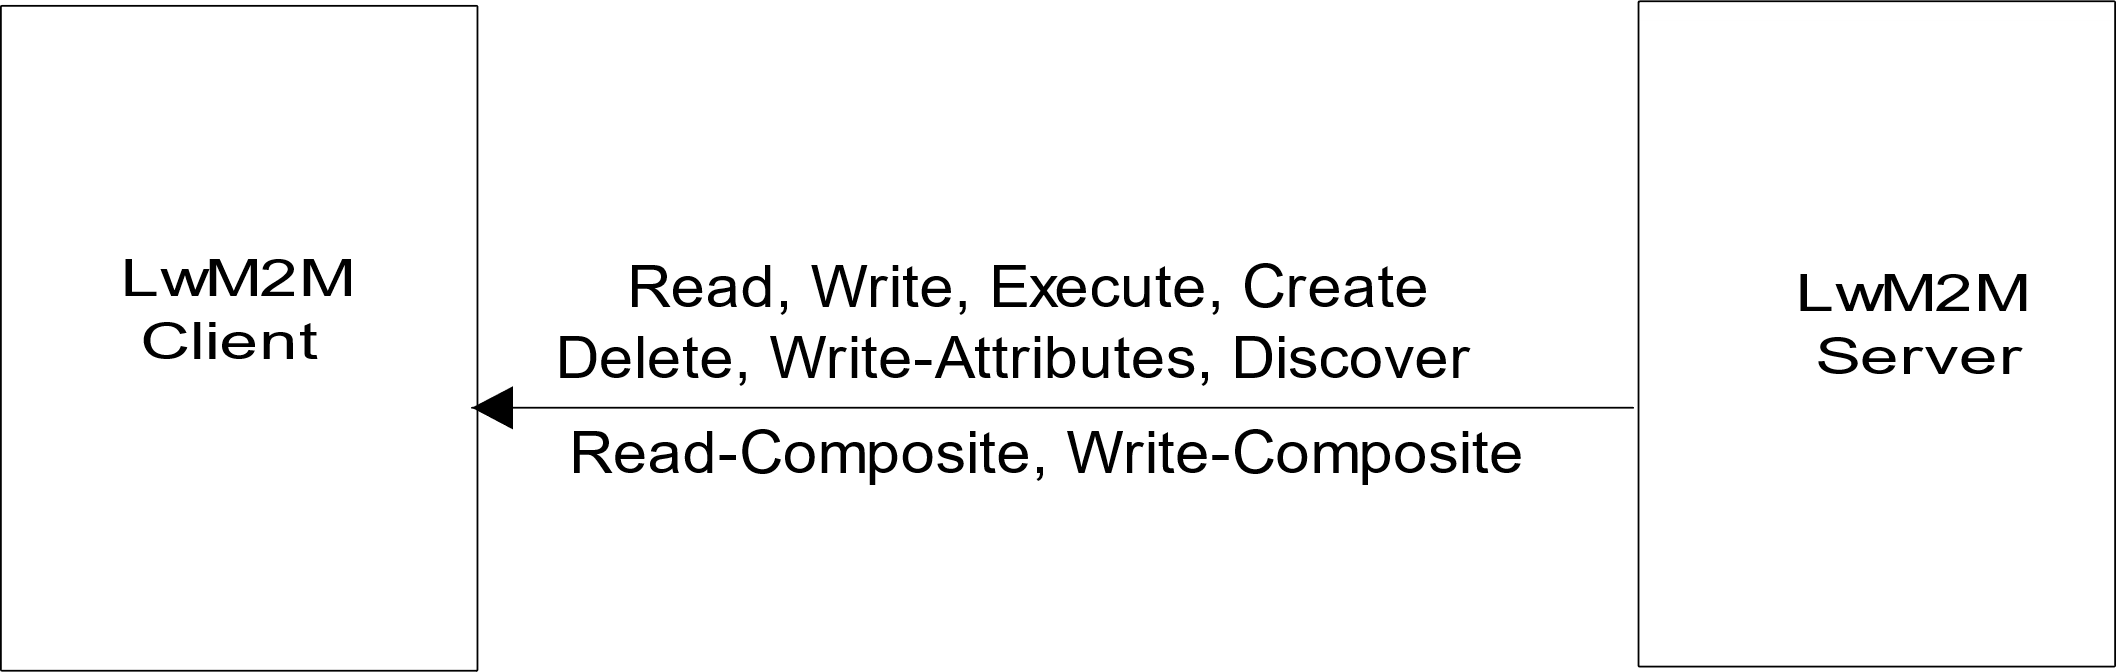 LwM2M
Client
Read, Write, Execute, Create
Delete, Write-Attributes, Discover
Read-Composite, Write-Composite
LwM2M
Server